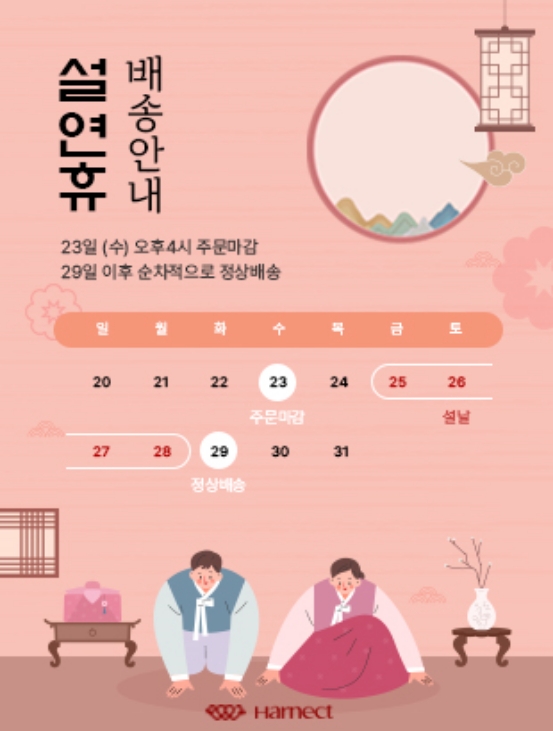 설연휴
배송안내
23일 (수) 오후4시 주문마감
29일 이후 순차적으로 정상배송
일 월 화 수 목 금 토
20 21 22 23 24 25 26
주문마감 설날
27 28 29 30 31
정상배송
Harnect